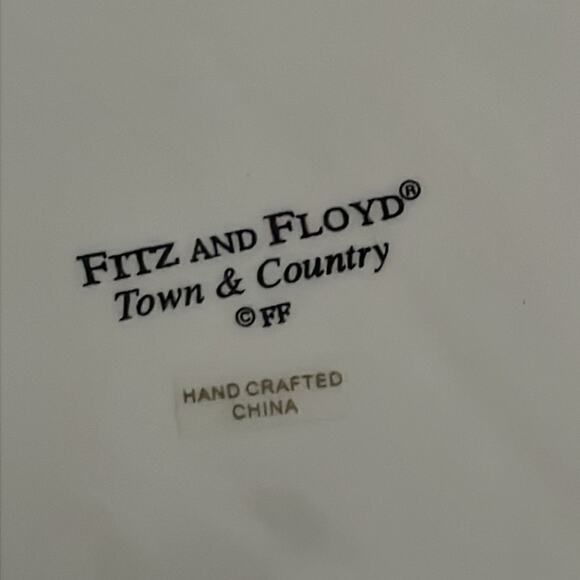 FITZ AND FLOYD®
Town & Country
© FF
HAND CRAFTED
CHINA